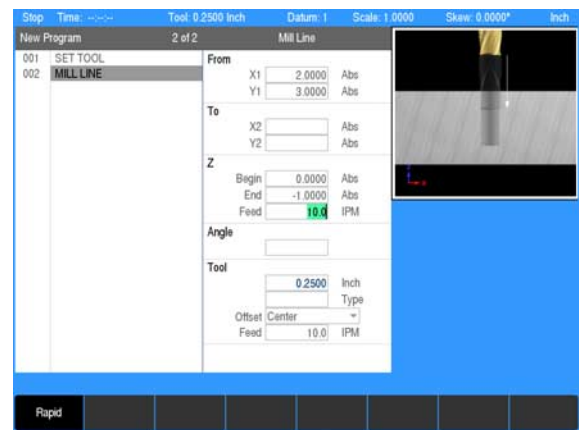 Stop Time: --:--:-- Tool: 0.2500 Inch Datum: 1 Scale: 1.0000 Skew: 0.0000° Inch
New Program 2 of 2 Mill Line
001 SET TOOL
002 MILL LINE
From
X1 2.0000 Abs
Y1 3.0000 Abs
To
X2 Abs
Y2 Abs
Z
Begin 0.0000 Abs
End -1.0000 Abs
Feed 10.0 IPM
Angle
Tool
0.2500 Inch
Type
Offset Center
Feed 10.0 IPM
Rapid